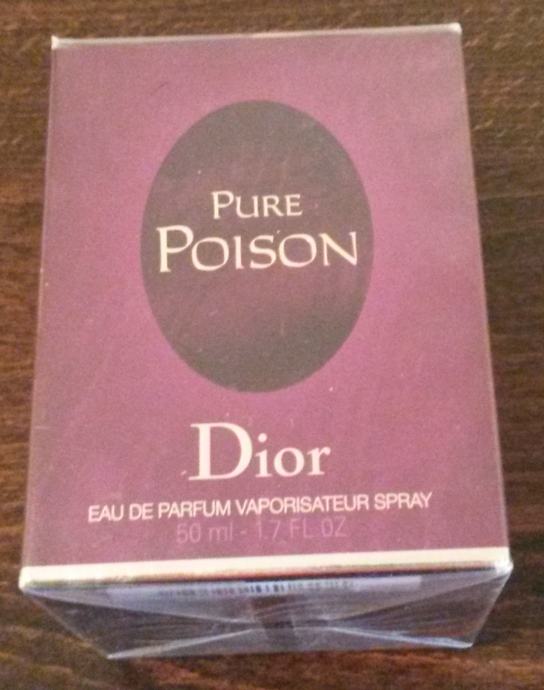 PURE
POISON
Dior
EAU DE PARFUM VAPORISATEUR SPRAY
50 ml - 1.7 FL.OZ